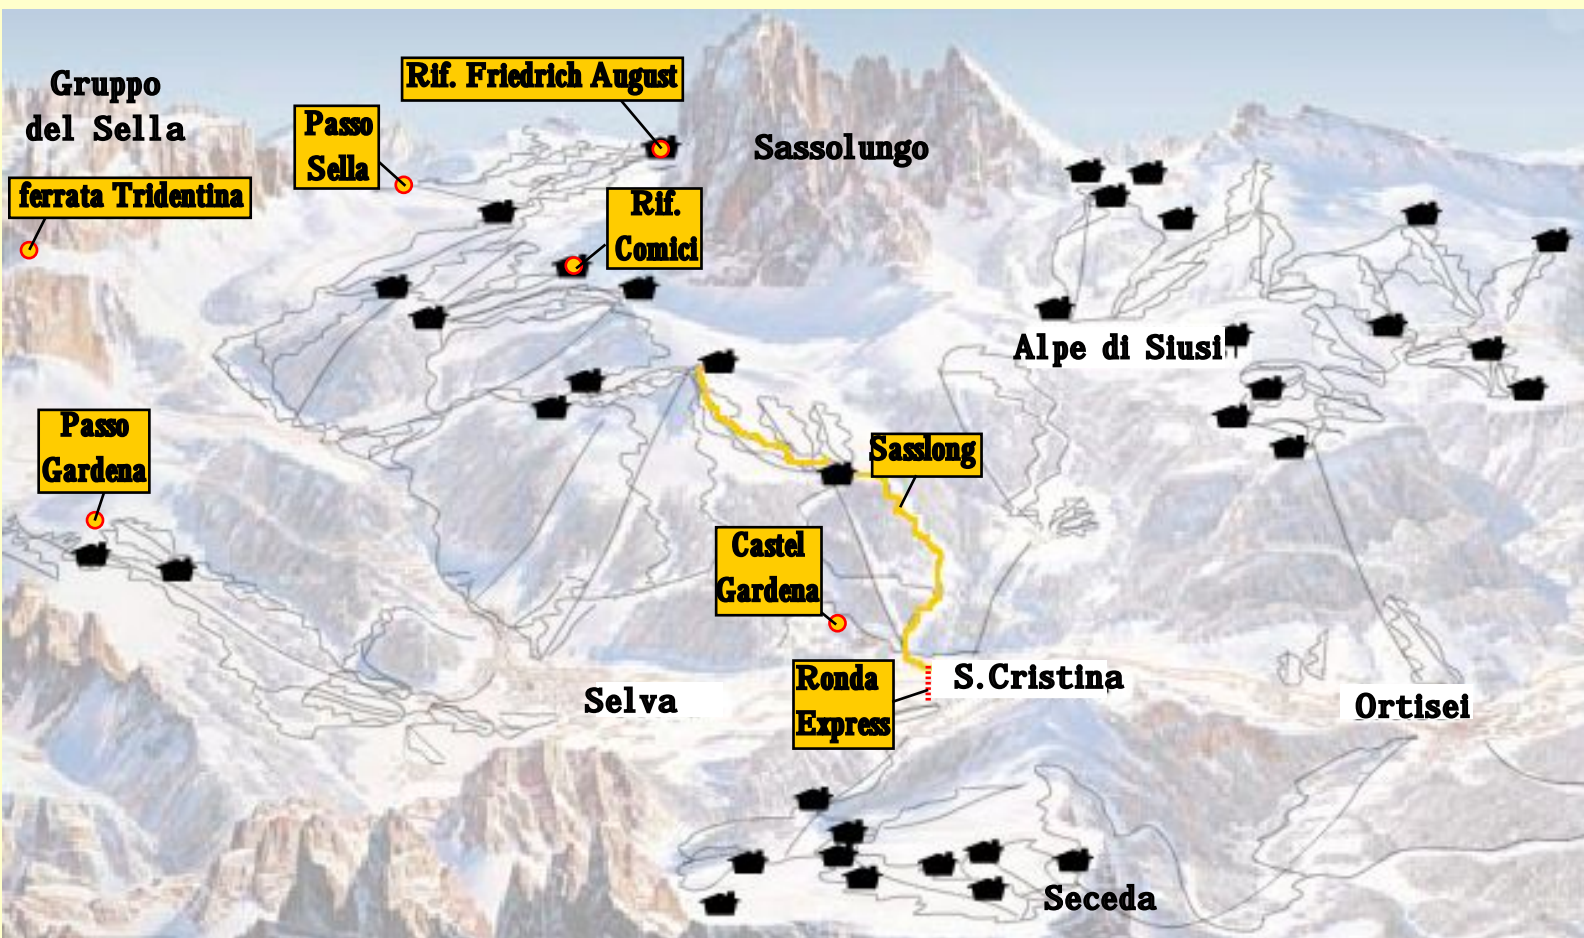 Gruppo
del Sella
Rif. Friedrich August
Passo
Sella
Sassolungo
ferrata Tridentina
Rif.
Comici
Alpe di Siusi
Passo
Gardena
Sasslong
Castel
Gardena
Ronda
Express
S.Cristina
Selva
Ortisei
Seceda